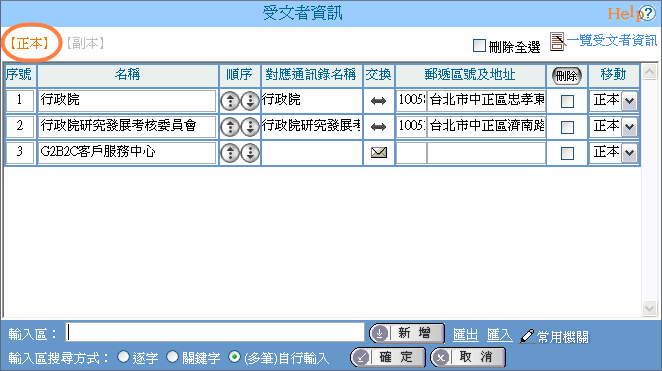 受文者資訊
Help?
【正本】【副本】
刪除全選 一覽受文者資訊
序號 名稱 順序 對應通訊錄名稱 交換 郵遞區號及地址 刪除 移動
1 行政院 行政院 台北市中正區忠孝東 正本
2 行政院研究發展考核委員會 行政院研究發展考 台北市中正區濟南路 正本
3 G2B2C客戶服務中心 正本
輸入區： 新增 匯出 匯入 常用機關
輸入區搜尋方式： 逐字 關鍵字 (多筆)自行輸入 確定 取消